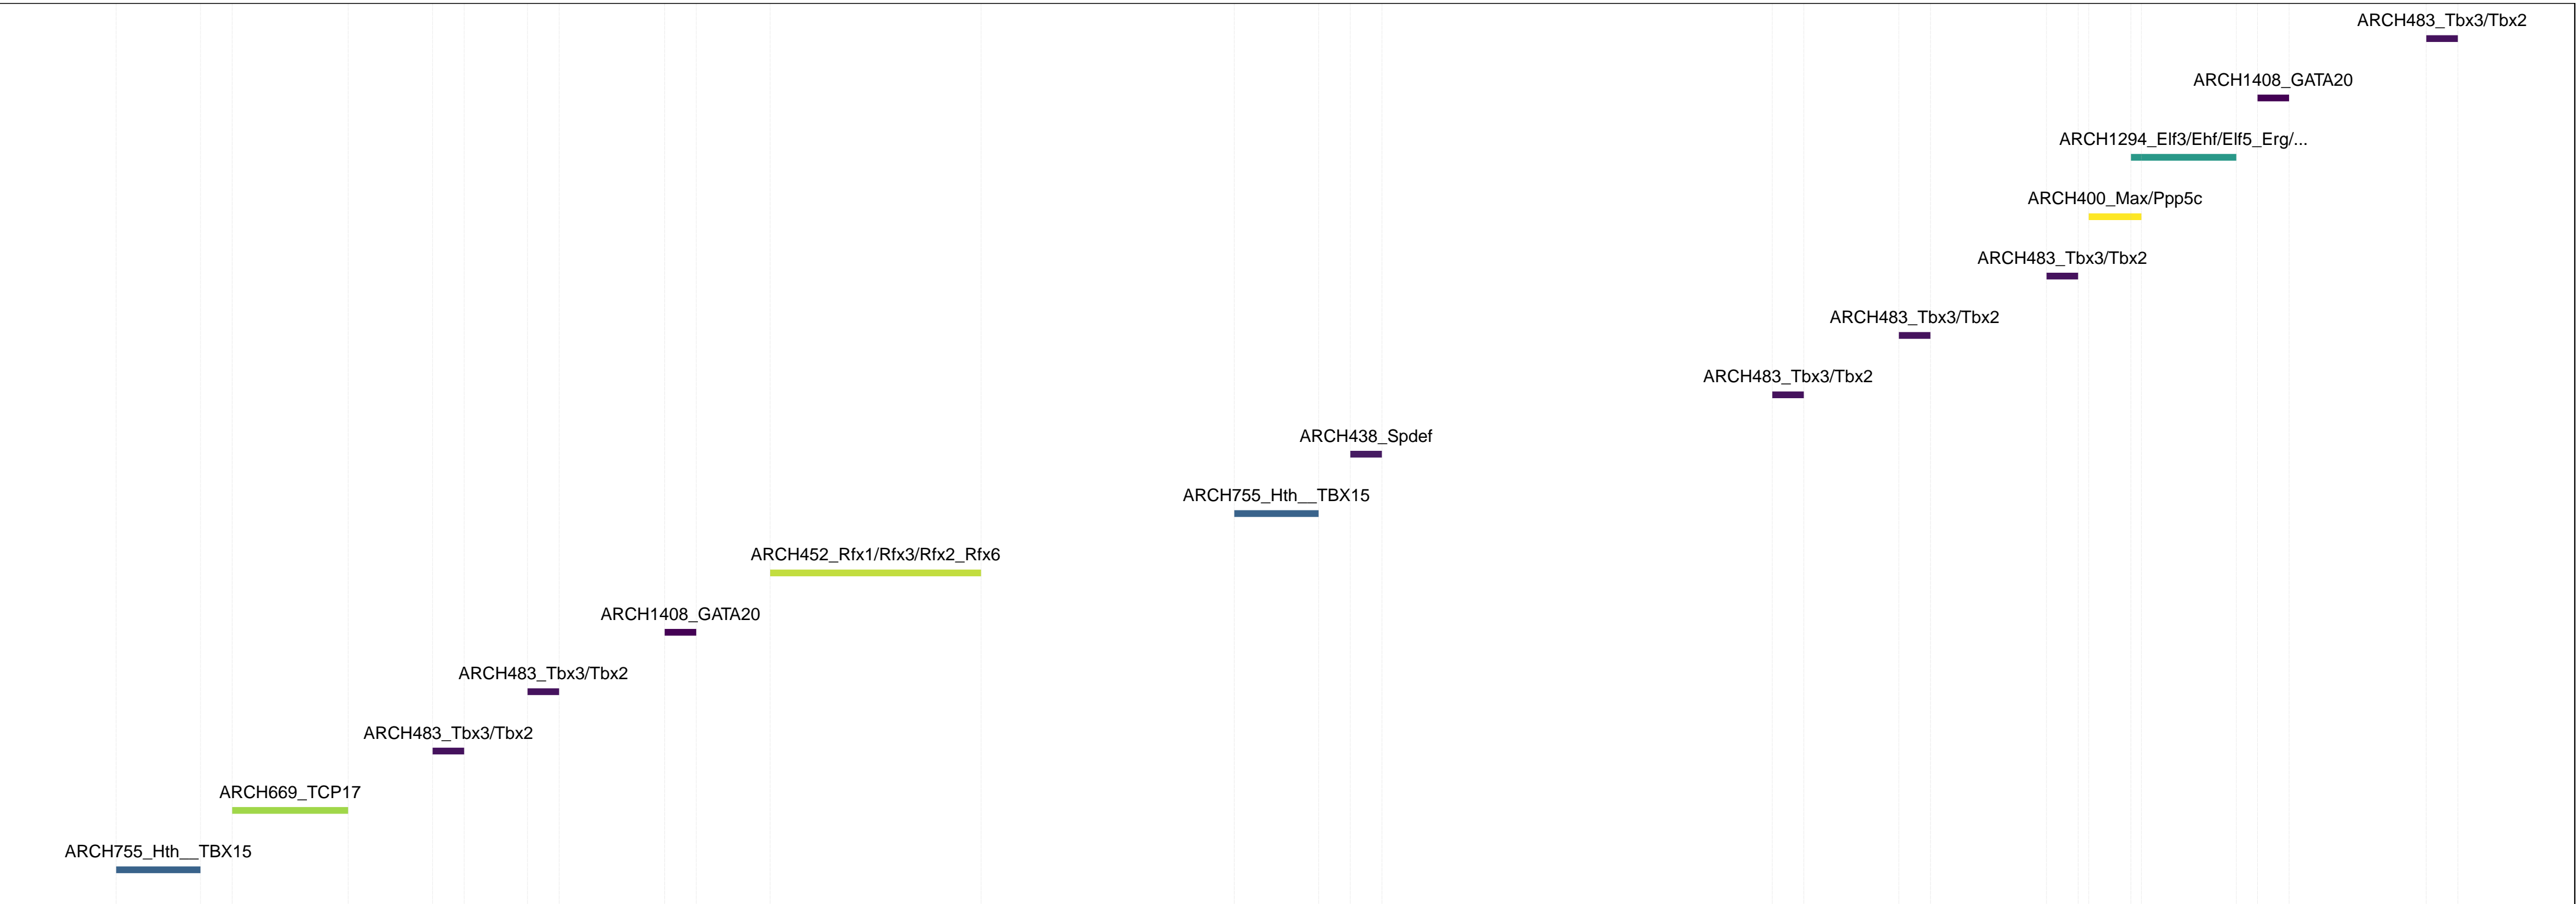 ARCH483_Tbx3/Tbx2
ARCH1408_GATA20
ARCH1294_Elf3/Ehf/Elf5_Erg/...
ARCH400_Max/Ppp5c
ARCH483_Tbx3/Tbx2
ARCH483_Tbx3/Tbx2
ARCH483_Tbx3/Tbx2
ARCH438_Spdef
ARCH755_Hth__TBX15
ARCH452_Rfx1/Rfx3/Rfx2_Rfx6
ARCH1408_GATA20
ARCH483_Tbx3/Tbx2
ARCH483_Tbx3/Tbx2
ARCH669_TCP17
ARCH755_Hth__TBX15